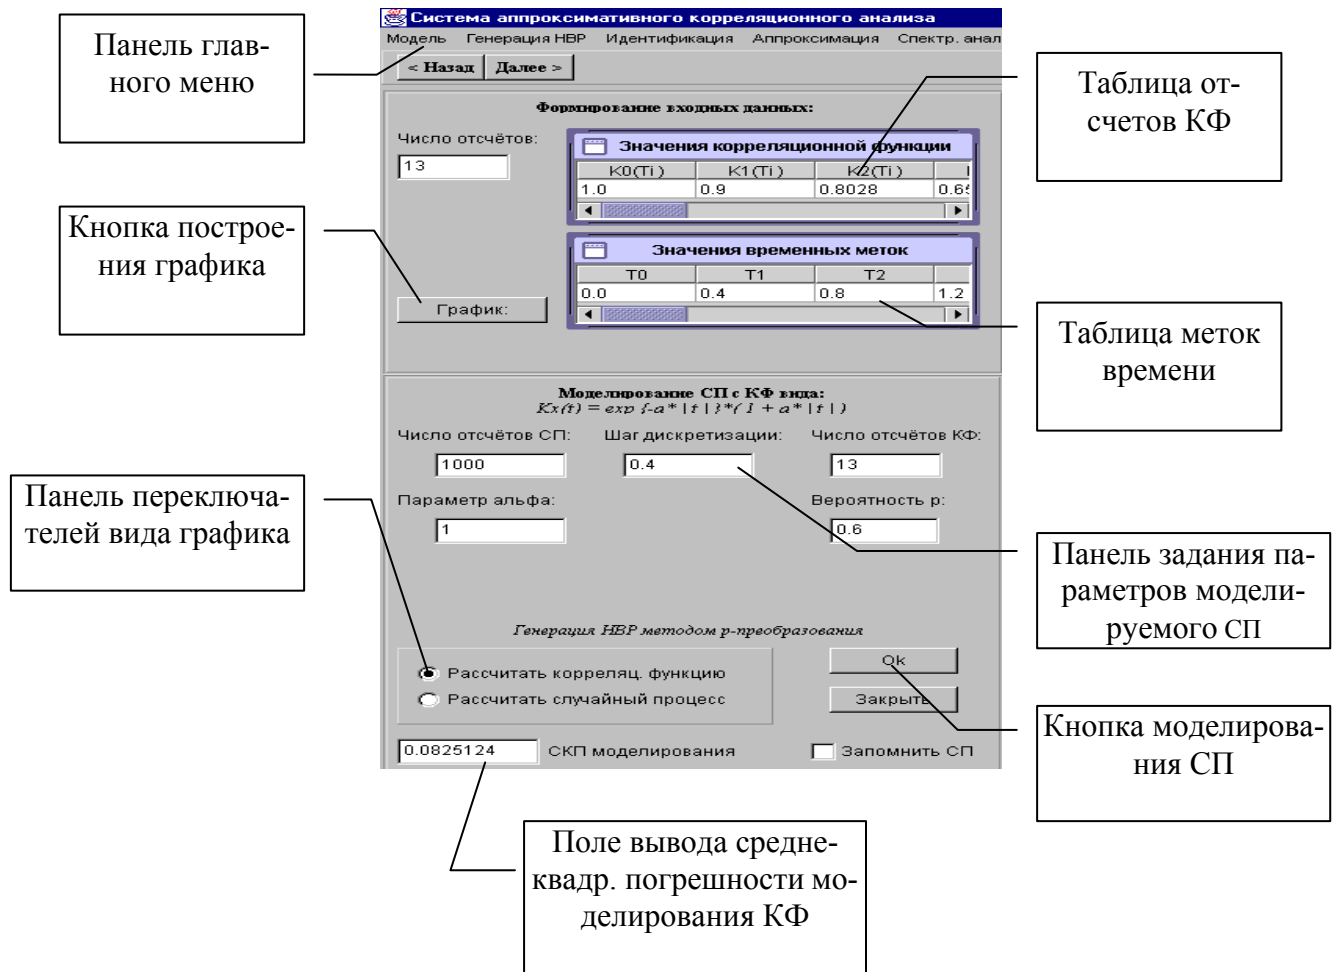 Система аппроксимативного корреляционного анализа
Модель Генерация НВР Идентификация Аппроксимация Спектр. анал
< Назад Далее >
Формирование входных данных:
Число отсчётов:
13
Значения корреляционной функции
K0(Ti) K1(Ti) K2(Ti)
1.0 0.9 0.8028 0.65
Значения временных меток
T0 T1 T2
0.0 0.4 0.8 1.2
График:
Моделирование СП с КФ вида:
Kx(t) = exp {-a* | t | }*( 1 + a* | t | )
Число отсчётов СП: Шаг дискретизации: Число отсчётов КФ:
1000 0.4 13
Параметр альфа: Вероятность p:
1 0.6
Генерация НВР методом p-преобразования
Рассчитать корреляц. функцию
Рассчитать случайный процесс
Ok
Закрыть
0.0825124 СКП моделирования Запомнить СП
Панель глав-
ного меню
Кнопка построе-
ния графика
Панель переключа-
телей вида графика
Таблица от-
счетов КФ
Таблица меток
времени
Панель задания па-
раметров модели-
руемого СП
Кнопка моделирова-
ния СП
Поле вывода средне-
квадр. погрешности мо-
делирования КФ